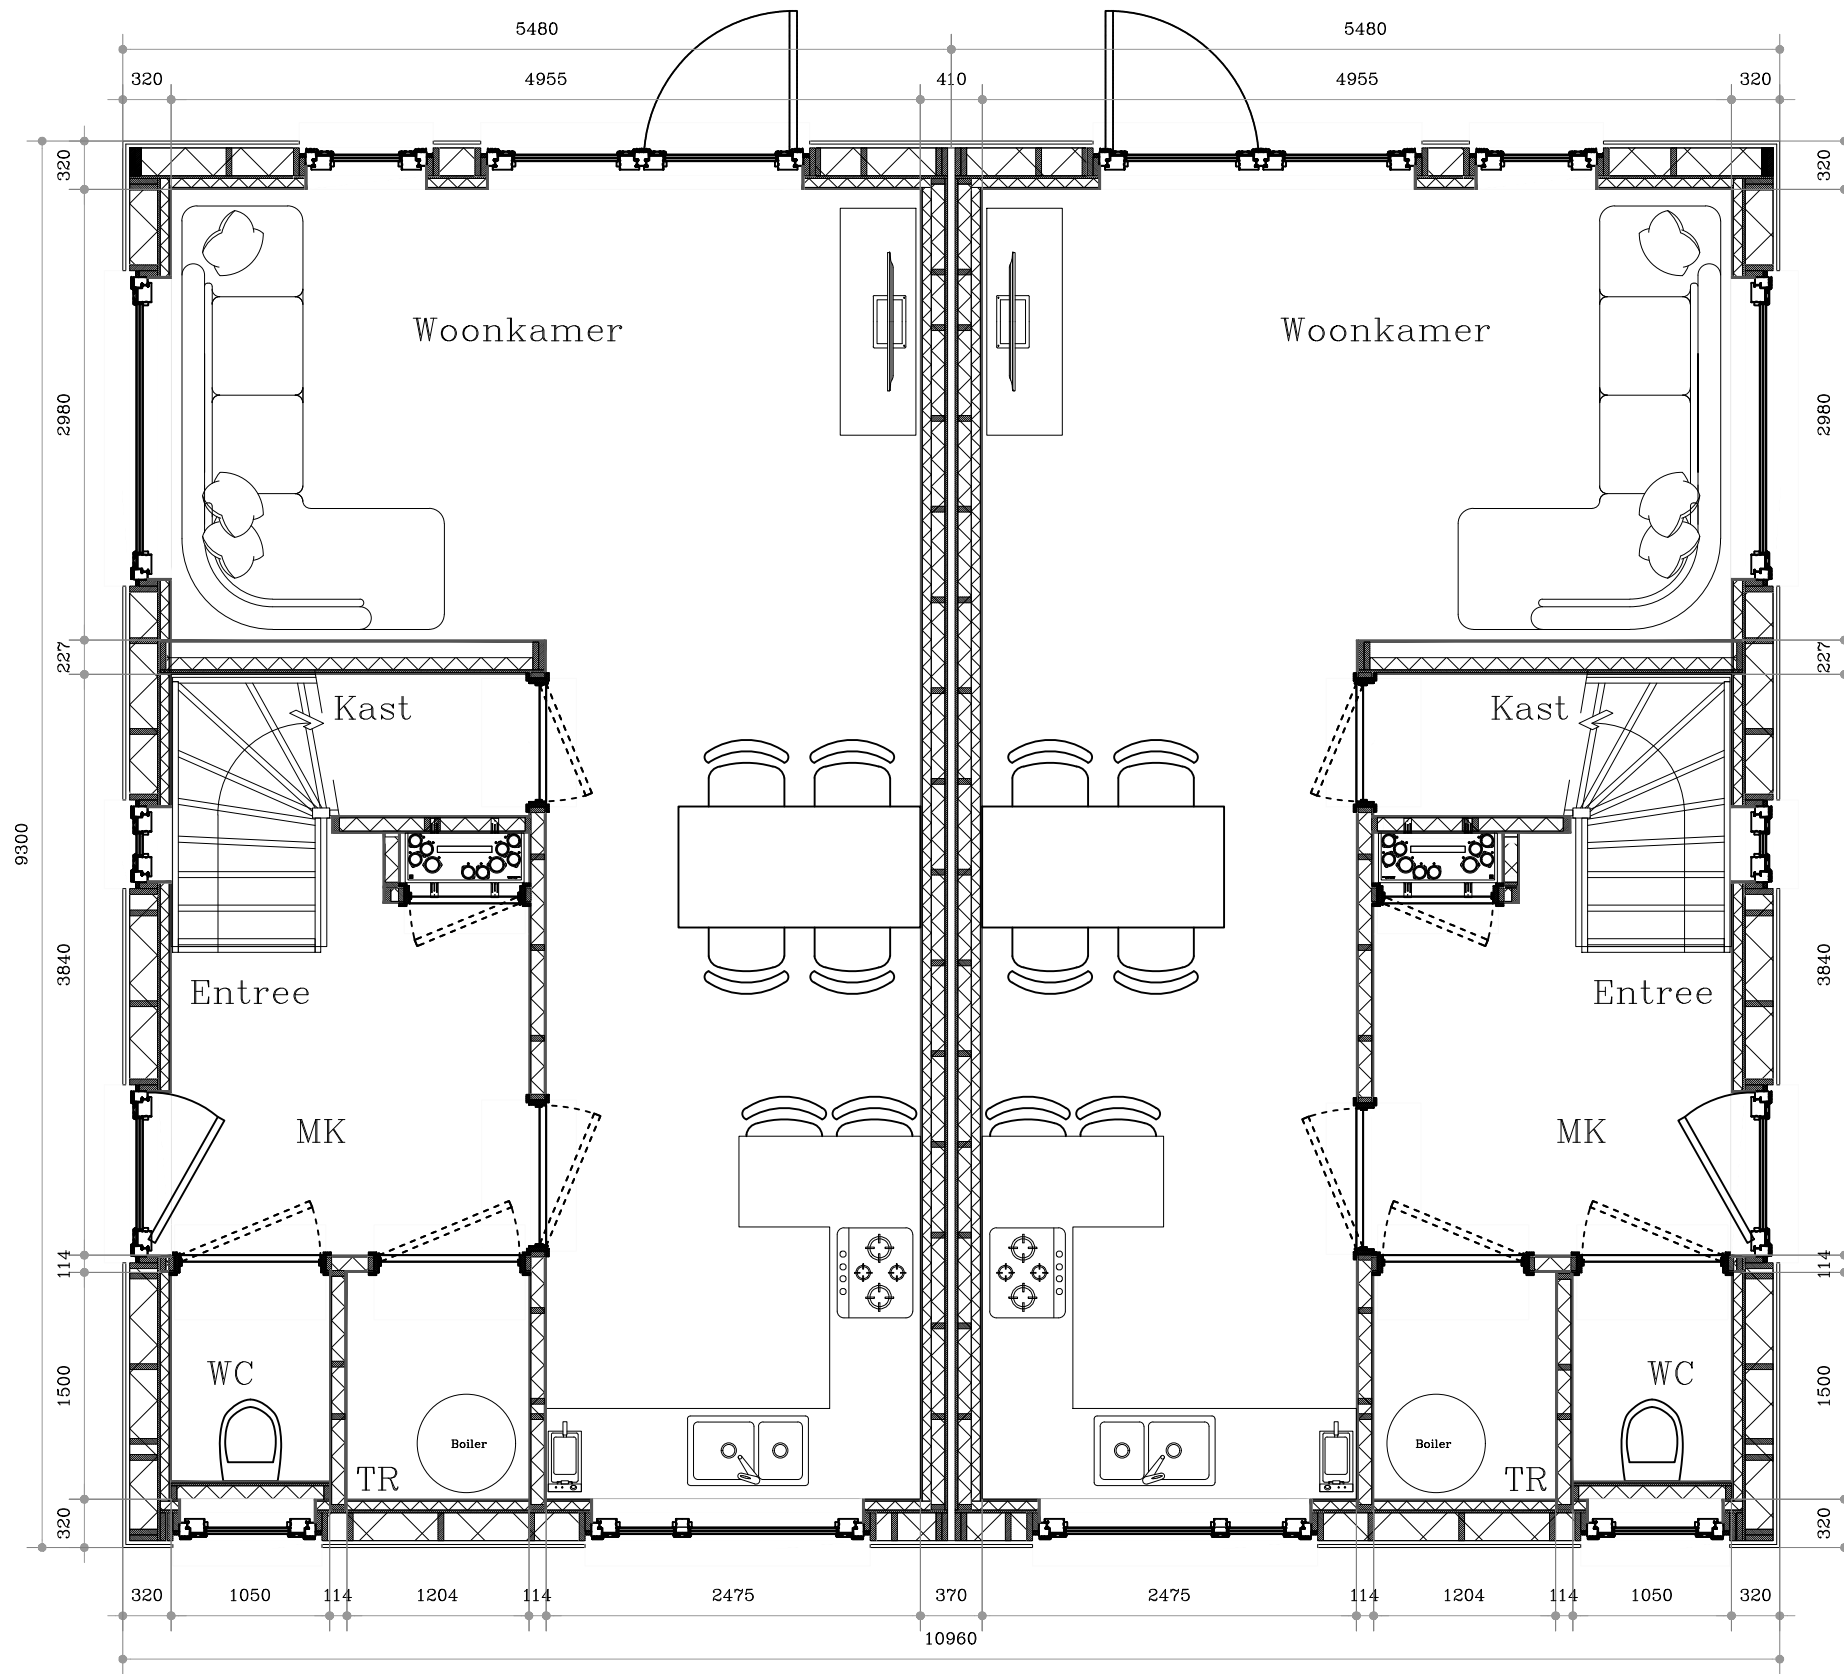 5480 5480
320 4955 410 4955 320
320 320
Woonkamer Woonkamer
2980 2980
227 227
Kast Kast
9300
3840 3840
Entree Entree
MK MK
114 114
WC WC
1500 1500
Boiler Boiler
TR TR
320 320
320 1050 114 1204 114 2475 370 2475 114 1204 114 1050 320
10960